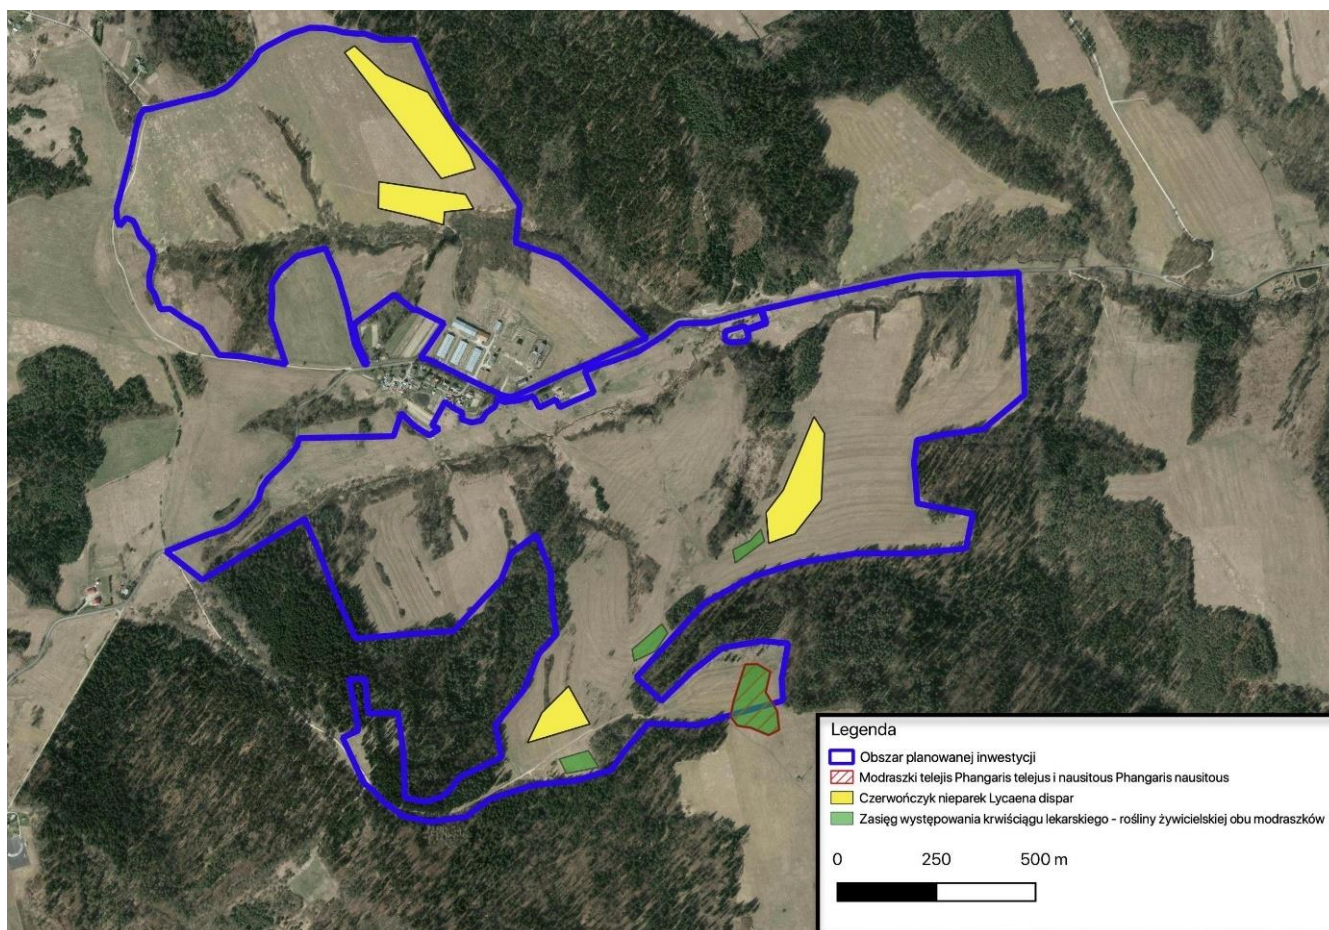 Legenda
Obszar planowanej inwestycji
Modraszki telejis Phangaris telejus i nausitous Phangaris nausitous
Czerwończyk nieparek Lycaena dispar
Zasięg występowania krwiściągu lekarskiego - rośliny żywicielskiej obu modraszków
0 250 500 m